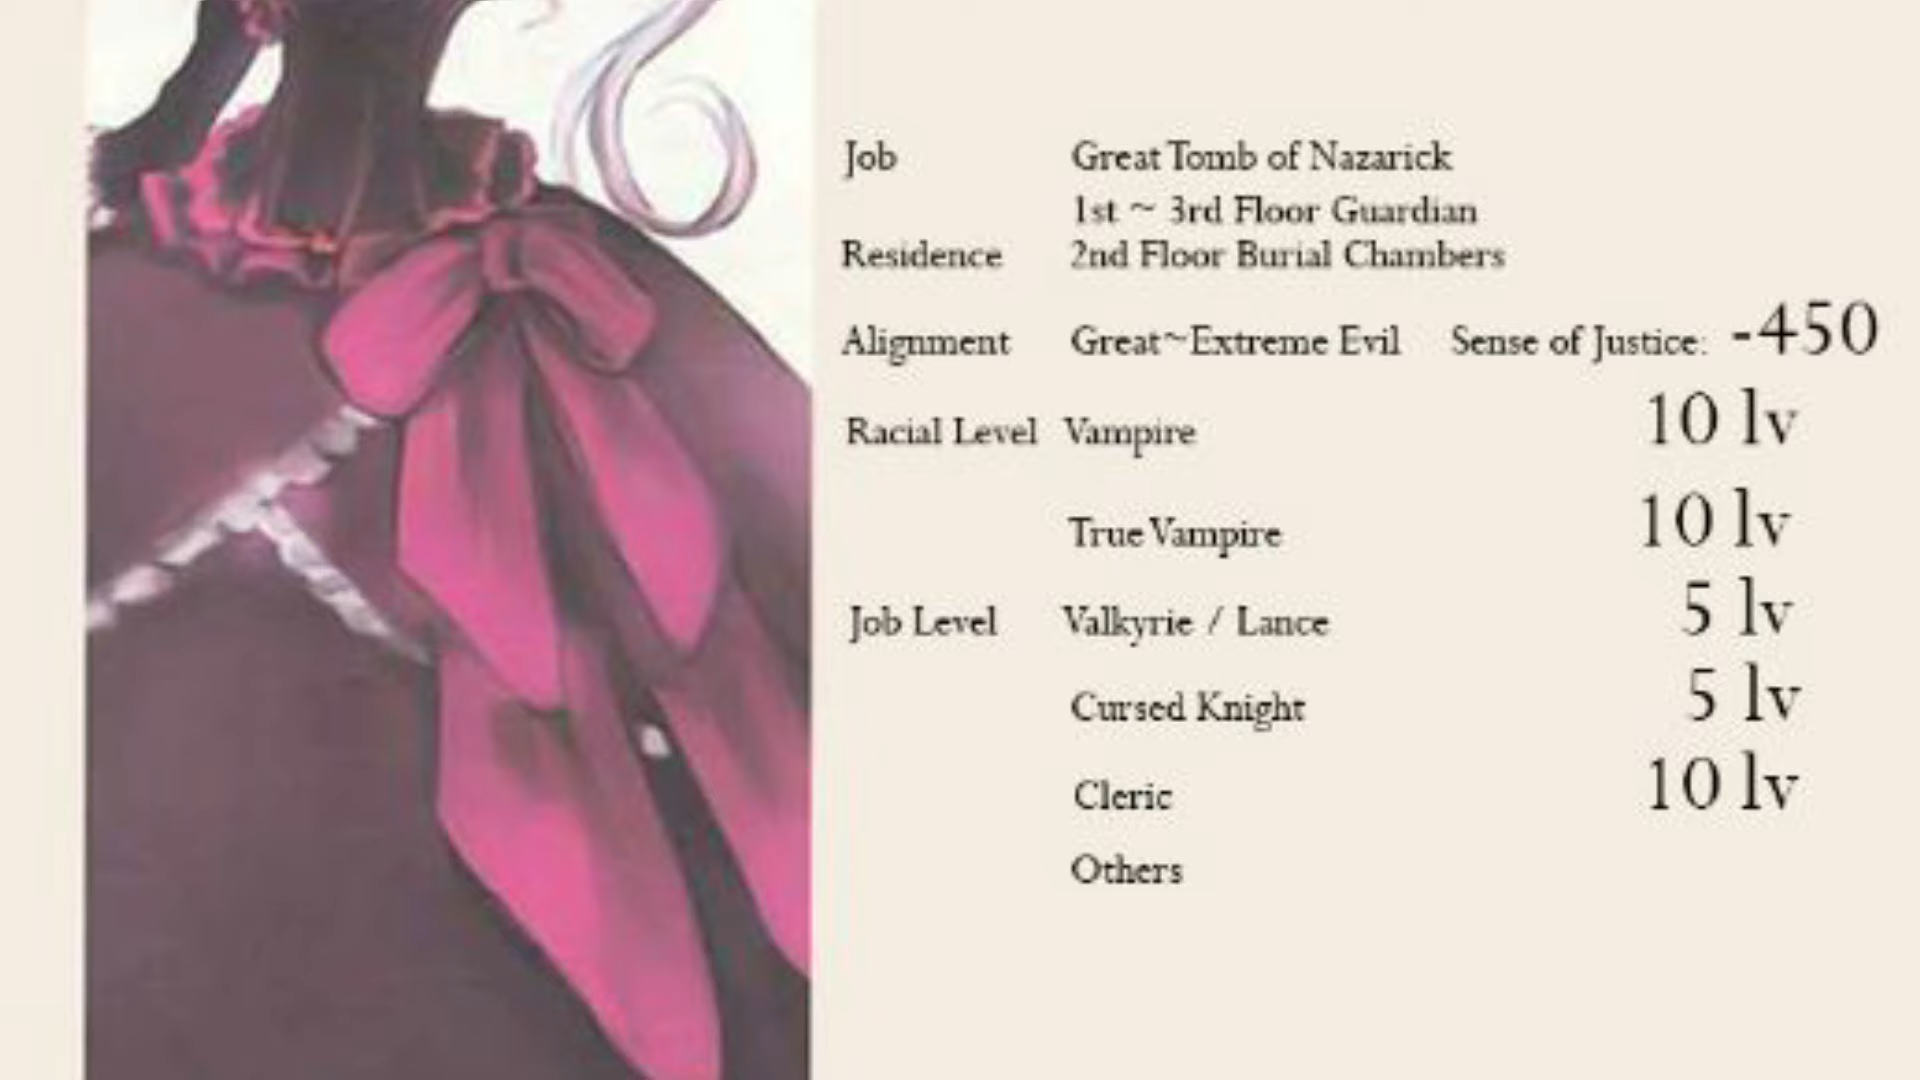 Job Great Tomb of Nazarick
1st ~ 3rd Floor Guardian
Residence 2nd Floor Burial Chambers
Alignment Great~Extreme Evil Sense of Justice: -450
Racial Level Vampire 10 lv
True Vampire 10 lv
Job Level Valkyrie / Lance 5 lv
Cursed Knight 5 lv
Cleric 10 lv
Others